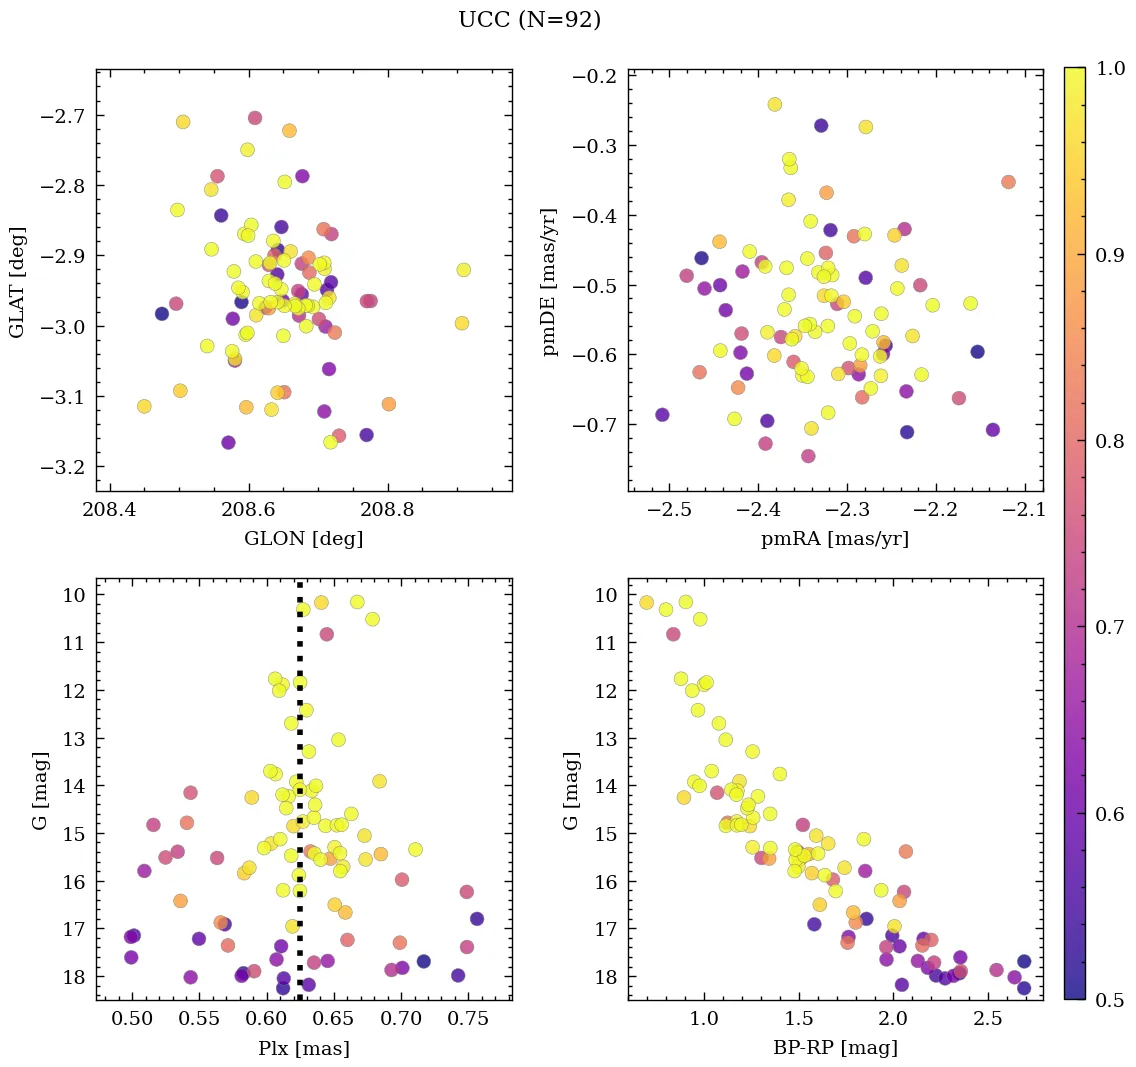 UCC (N=92)
−2.7
−2.8
−2.9
−3.0
−3.1
−3.2
GLAT [deg]
208.4 208.6 208.8
GLON [deg]
−0.2
−0.3
−0.4
−0.5
−0.6
−0.7
pmDE [mas/yr]
−2.5 −2.4 −2.3 −2.2 −2.1
pmRA [mas/yr]
10
11
12
13
14
15
16
17
18
G [mag]
0.50 0.55 0.60 0.65 0.70 0.75
Plx [mas]
10
11
12
13
14
15
16
17
18
G [mag]
1.0 1.5 2.0 2.5
BP-RP [mag]
1.0
0.9
0.8
0.7
0.6
0.5